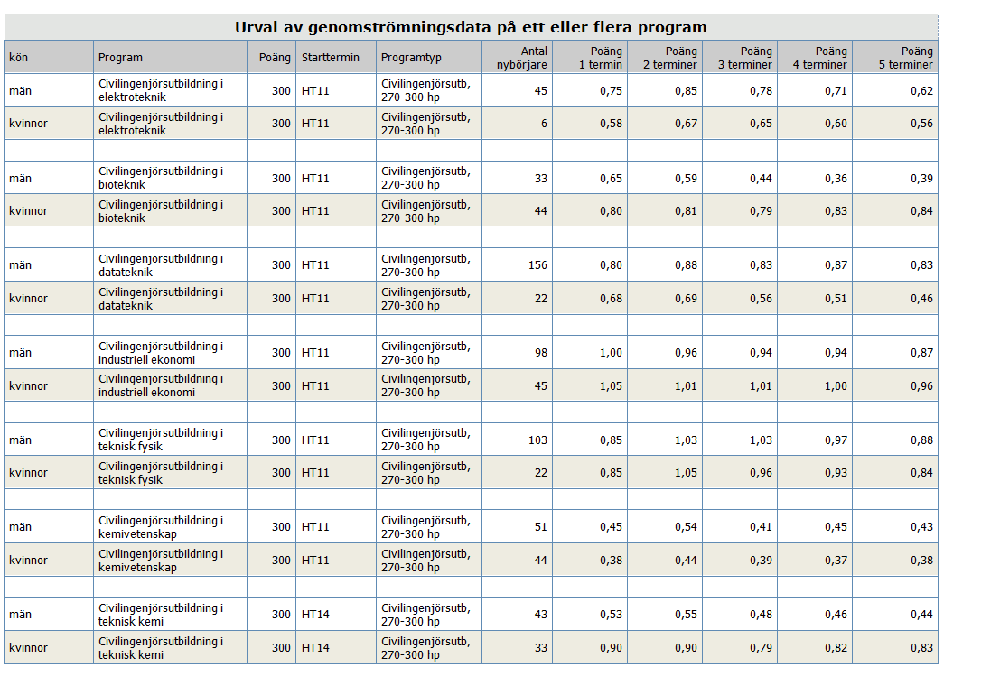 Urval av genomströmningsdata på ett eller flera program
kön Program Poäng Starttermin Programtyp Antal nybörjare Poäng 1 termin Poäng 2 terminer Poäng 3 terminer Poäng 4 terminer Poäng 5 terminer
män Civilingenjörsutbildning i elektroteknik 300 HT11 Civilingenjörsutb, 270-300 hp 45 0,75 0,85 0,78 0,71 0,62
kvinnor Civilingenjörsutbildning i elektroteknik 300 HT11 Civilingenjörsutb, 270-300 hp 6 0,58 0,67 0,65 0,60 0,56
män Civilingenjörsutbildning i bioteknik 300 HT11 Civilingenjörsutb, 270-300 hp 33 0,65 0,59 0,44 0,36 0,39
kvinnor Civilingenjörsutbildning i bioteknik 300 HT11 Civilingenjörsutb, 270-300 hp 44 0,80 0,81 0,79 0,83 0,84
män Civilingenjörsutbildning i datateknik 300 HT11 Civilingenjörsutb, 270-300 hp 156 0,80 0,88 0,83 0,87 0,83
kvinnor Civilingenjörsutbildning i datateknik 300 HT11 Civilingenjörsutb, 270-300 hp 22 0,68 0,69 0,56 0,51 0,46
män Civilingenjörsutbildning i industriell ekonomi 300 HT11 Civilingenjörsutb, 270-300 hp 98 1,00 0,96 0,94 0,94 0,87
kvinnor Civilingenjörsutbildning i industriell ekonomi 300 HT11 Civilingenjörsutb, 270-300 hp 45 1,05 1,01 1,01 1,00 0,96
män Civilingenjörsutbildning i teknisk fysik 300 HT11 Civilingenjörsutb, 270-300 hp 103 0,85 1,03 1,03 0,97 0,88
kvinnor Civilingenjörsutbildning i teknisk fysik 300 HT11 Civilingenjörsutb, 270-300 hp 22 0,85 1,05 0,96 0,93 0,84
män Civilingenjörsutbildning i kemivetenskap 300 HT11 Civilingenjörsutb, 270-300 hp 51 0,45 0,54 0,41 0,45 0,43
kvinnor Civilingenjörsutbildning i kemivetenskap 300 HT11 Civilingenjörsutb, 270-300 hp 44 0,38 0,44 0,39 0,37 0,38
män Civilingenjörsutbildning i teknisk kemi 300 HT14 Civilingenjörsutb, 270-300 hp 43 0,53 0,55 0,48 0,46 0,44
kvinnor Civilingenjörsutbildning i teknisk kemi 300 HT14 Civilingenjörsutb, 270-300 hp 33 0,90 0,90 0,79 0,82 0,83